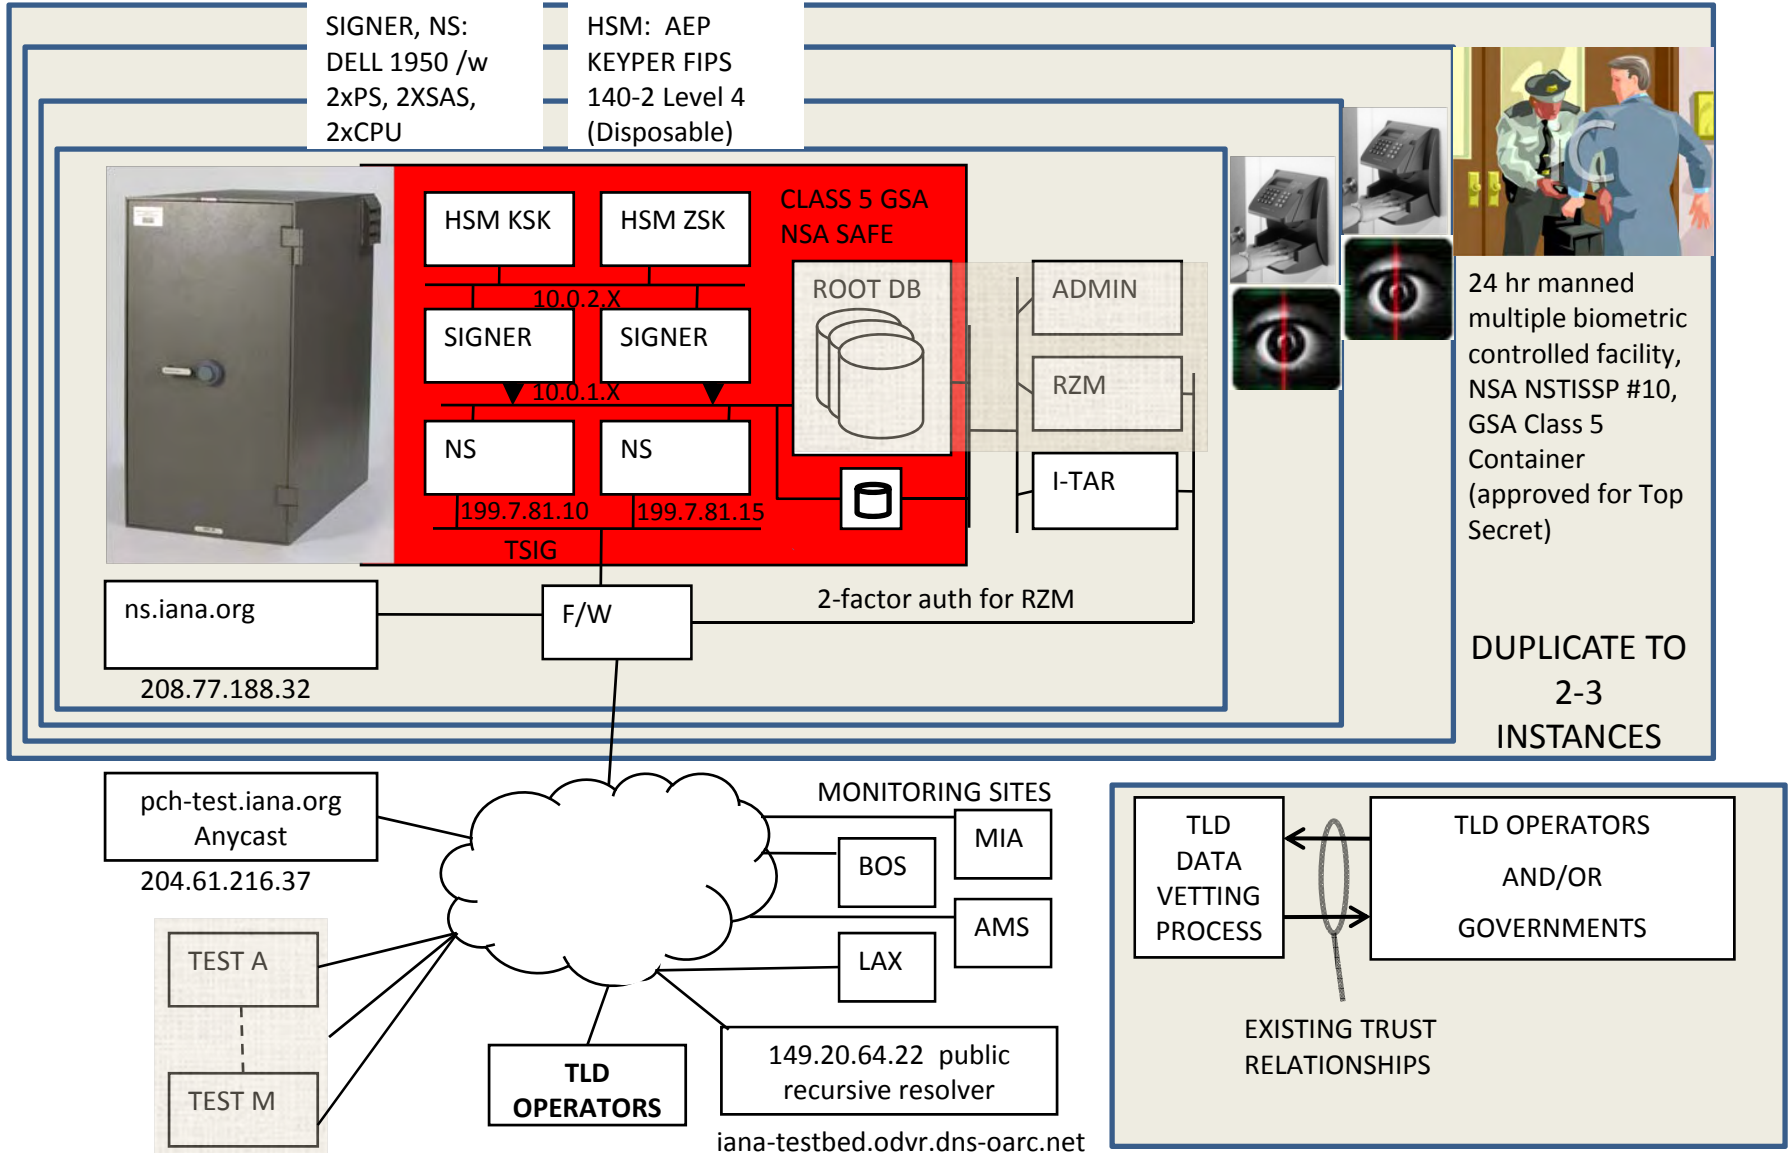 SIGNER, NS:
DELL 1950 /w
2xPS, 2XSAS,
2xCPU
HSM: AEP
KEYPER FIPS
140-2 Level 4
(Disposable)
HSM KSK
HSM ZSK
CLASS 5 GSA
NSA SAFE
10.0.2.X
SIGNER
SIGNER
10.0.1.X
NS
NS
199.7.81.10
199.7.81.15
TSIG
ROOT DB
ADMIN
RZM
I-TAR
24 hr manned
multiple biometric
controlled facility,
NSA NSTISSP #10,
GSA Class 5
Container
(approved for Top
Secret)
ns.iana.org
208.77.188.32
F/W
2-factor auth for RZM
DUPLICATE TO
2-3
INSTANCES
pch-test.iana.org
Anycast
204.61.216.37
TEST A
TEST M
MONITORING SITES
MIA
BOS
AMS
LAX
TLD
OPERATORS
149.20.64.22 public
recursive resolver
iana-testbed.odvr.dns-oarc.net
TLD
DATA
VETTING
PROCESS
TLD OPERATORS
AND/OR
GOVERNMENTS
EXISTING TRUST
RELATIONSHIPS